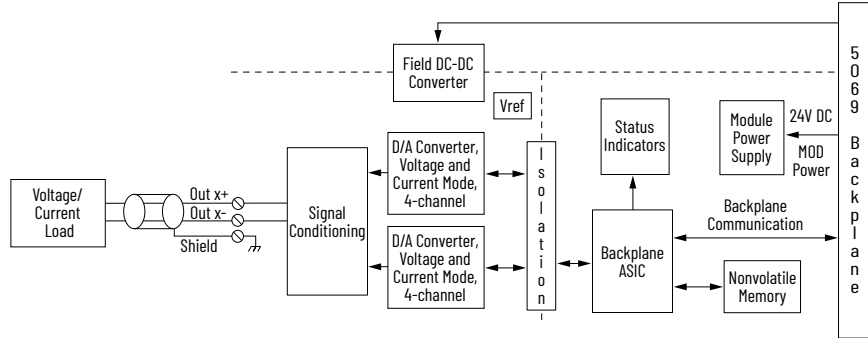 Field DC-DC
Converter
Vref
D/A Converter,
Voltage and
Current Mode,
4-channel
D/A Converter,
Voltage and
Current Mode,
4-channel
Isolation
Status
Indicators
Module
Power
Supply
24V DC
MOD
Power
5069 Backplane
Voltage/
Current
Load
Out x+
Out x-
Shield
Signal
Conditioning
Backplane
ASIC
Backplane
Communication
Nonvolatile
Memory